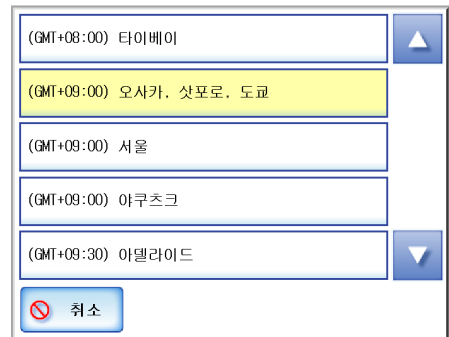 (GMT+08:00) 타이베이
(GMT+09:00) 오사카, 삿포로, 도쿄
(GMT+09:00) 서울
(GMT+09:00) 야쿠츠크
(GMT+09:30) 아델라이드
취소